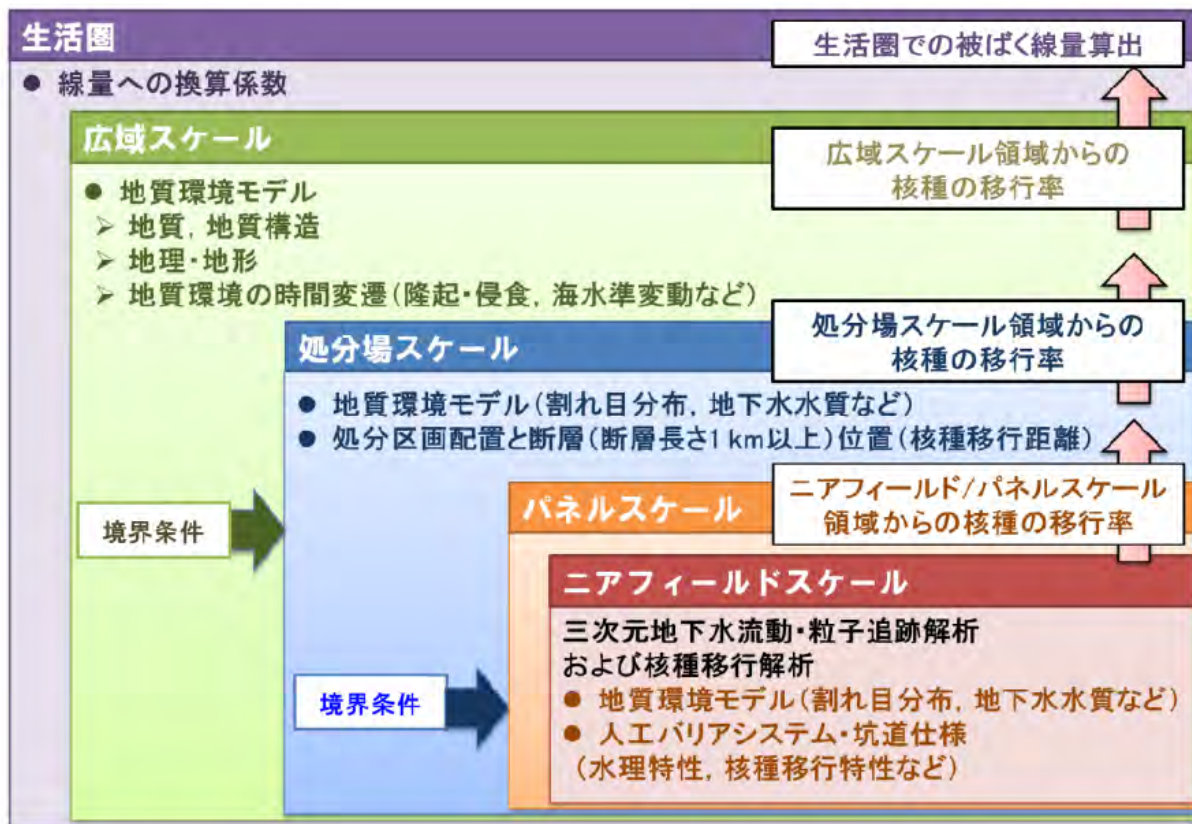 生活圏
生活圏での被ばく線量算出
● 線量への換算係数
広域スケール
広域スケール領域からの
核種の移行率
● 地質環境モデル
➢ 地質, 地質構造
➢ 地理・地形
➢ 地質環境の時間変遷(隆起・侵食, 海水準変動など)
処分場スケール
処分場スケール領域からの
核種の移行率
● 地質環境モデル(割れ目分布, 地下水水質など)
● 処分区画配置と断層(断層長さ1 km以上)位置(核種移行距離)
境界条件
パネルスケール
ニアフィールド/パネルスケール
領域からの核種の移行率
ニアフィールドスケール
三次元地下水流動・粒子追跡解析
および核種移行解析
● 地質環境モデル(割れ目分布, 地下水水質など)
● 人工バリアシステム・坑道仕様
(水理特性, 核種移行特性など)
境界条件